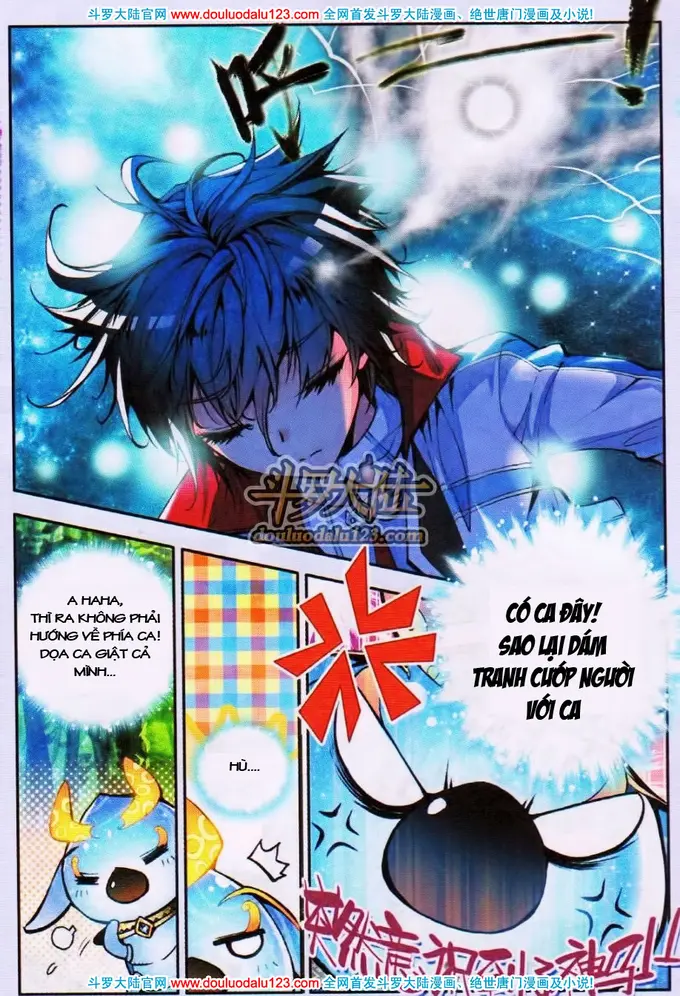 斗罗大陆官网 www.douluodalu123.com 全网首发斗罗大陆漫画、绝世唐门漫画及小说!
斗罗大陆
douluodalu123.com
A HAHA,
THÌ RA KHÔNG PHẢI
HƯỚNG VỀ PHÍA CA!
DỌA CA GIẬT CẢ
MÌNH...
HÙ....
CÓ CA ĐÂY!
SAO LẠI DÁM
TRANH CƯỚP NGƯỜI
VỚI CA
斗罗大陆官网 www.douluodalu123.com 全网首发斗罗大陆漫画、绝世唐门漫画及小说!